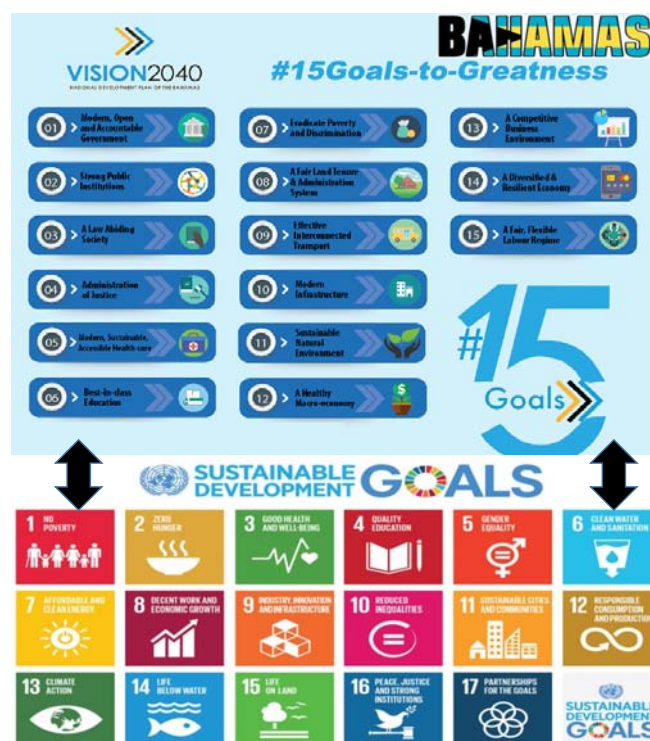 BAHAMAS
VISION2040
NATIONAL DEVELOPMENT PLAN OF THE BAHAMAS
#15Goals-to-Greatness
01
Modern, Open
and Accountable
Government
02
Strong Public
Institutions
03
A Law Abiding
Society
04
Administration
of Justice
05
Modern, Sustainable,
Accessible Health-care
06
Best-in-class
Education
07
Eradicate Poverty
and Discrimination
08
A Fair Land Tenure
& Administration
System
09
Effective
Interconnected
Transport
10
Modern
Infrastructure
11
Sustainable
Natural
Environment
12
A Healthy
Macro-economy
13
A Competitive
Business
Environment
14
A Diversified &
Resilient Economy
15
A Fair, Flexible
Labour Regime
#15
Goals
SUSTAINABLE
DEVELOPMENT
GOALS
1 NO
POVERTY
2 ZERO
HUNGER
3 GOOD HEALTH
AND WELL-BEING
4 QUALITY
EDUCATION
5 GENDER
EQUALITY
6 CLEAN WATER
AND SANITATION
7 AFFORDABLE AND
CLEAN ENERGY
8 DECENT WORK AND
ECONOMIC GROWTH
9 INDUSTRY, INNOVATION
AND INFRASTRUCTURE
10 REDUCED
INEQUALITIES
11 SUSTAINABLE CITIES
AND COMMUNITIES
12 RESPONSIBLE
CONSUMPTION
AND PRODUCTION
13 CLIMATE
ACTION
14 LIFE
BELOW WATER
15 LIFE
ON LAND
16 PEACE, JUSTICE
AND STRONG
INSTITUTIONS
17 PARTNERSHIPS
FOR THE GOALS
SUSTAINABLE
DEVELOPMENT
GOALS